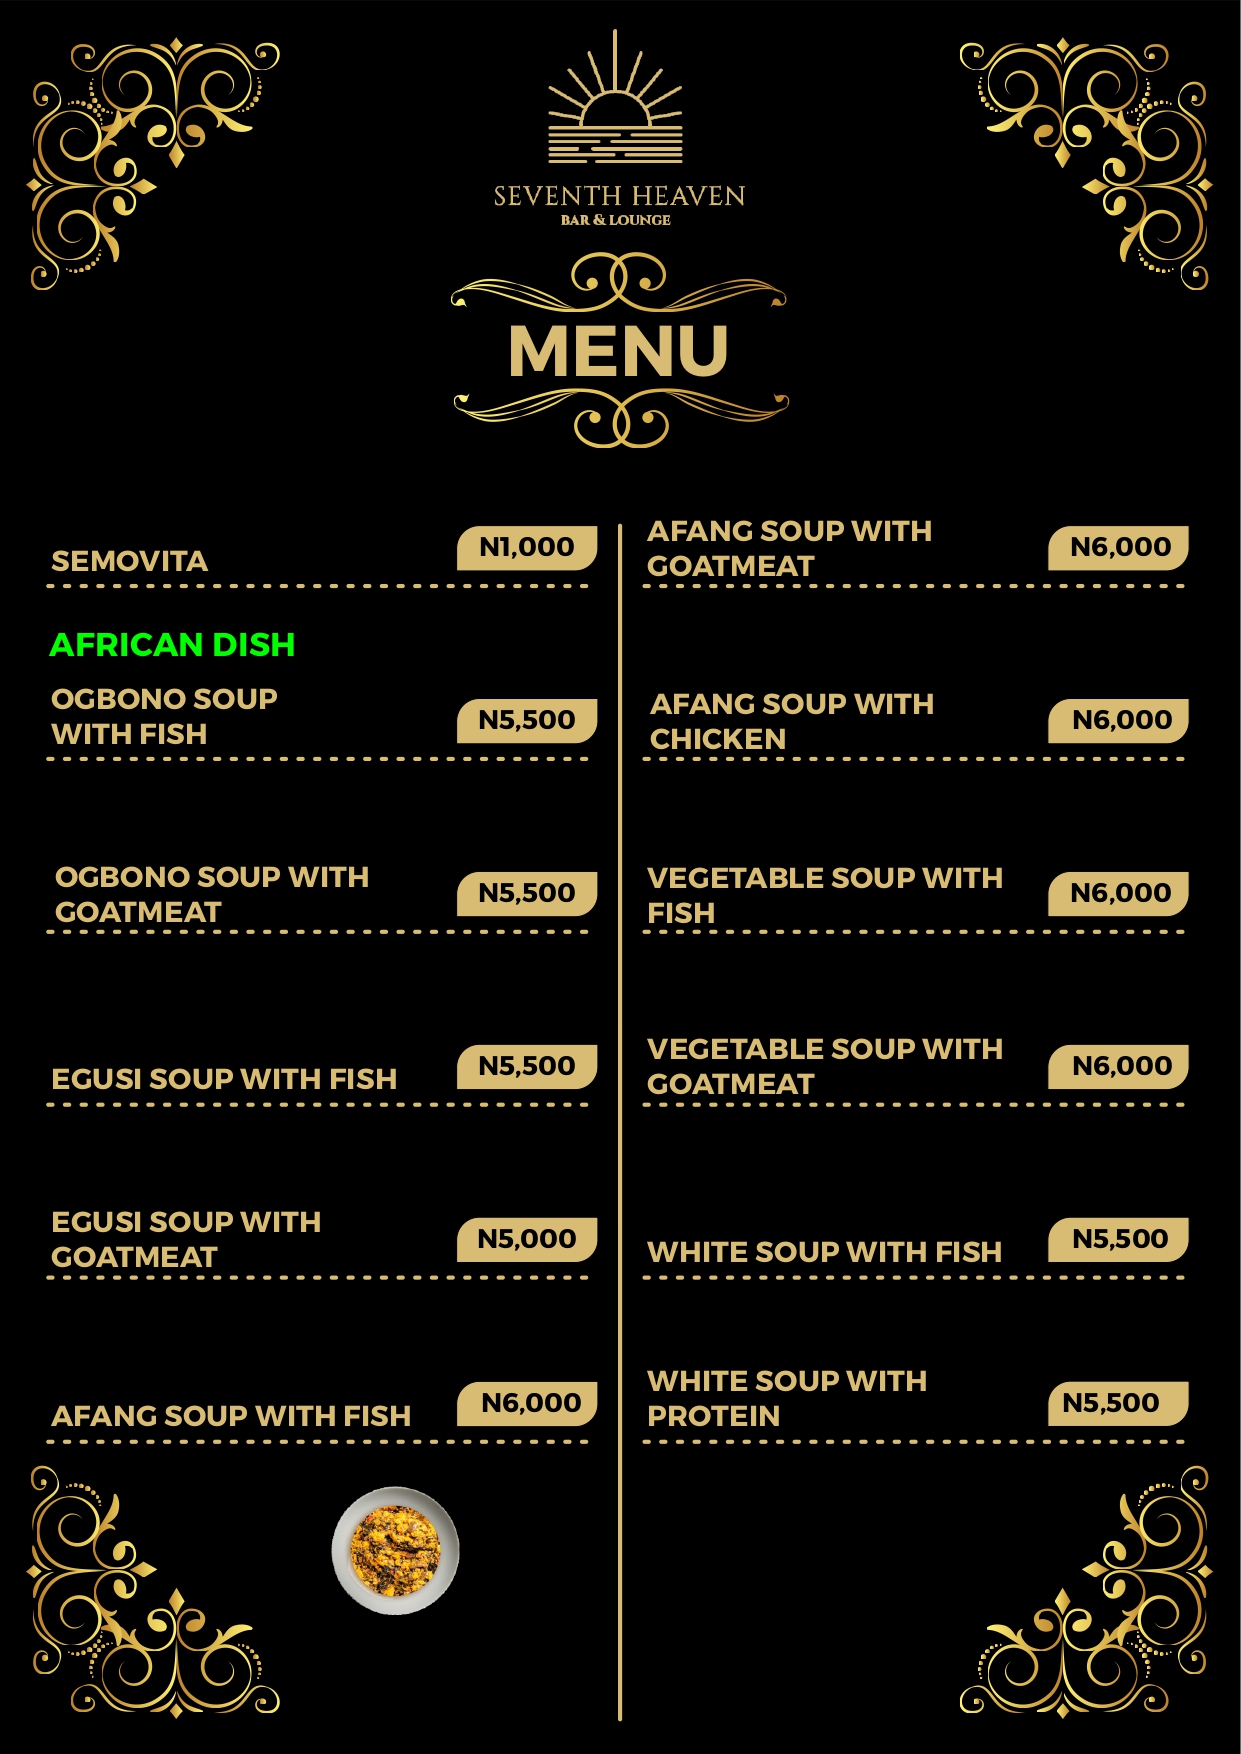 SEVENTH HEAVEN
BAR & LOUNGE
MENU
SEMOVITA
N1,000
AFRICAN DISH
OGBONO SOUP
WITH FISH
N5,500
OGBONO SOUP WITH
GOATMEAT
N5,500
EGUSI SOUP WITH FISH
N5,500
EGUSI SOUP WITH
GOATMEAT
N5,000
AFANG SOUP WITH FISH
N6,000
AFANG SOUP WITH
GOATMEAT
N6,000
AFANG SOUP WITH
CHICKEN
N6,000
VEGETABLE SOUP WITH
FISH
N6,000
VEGETABLE SOUP WITH
GOATMEAT
N6,000
WHITE SOUP WITH FISH
N5,500
WHITE SOUP WITH
PROTEIN
N5,500